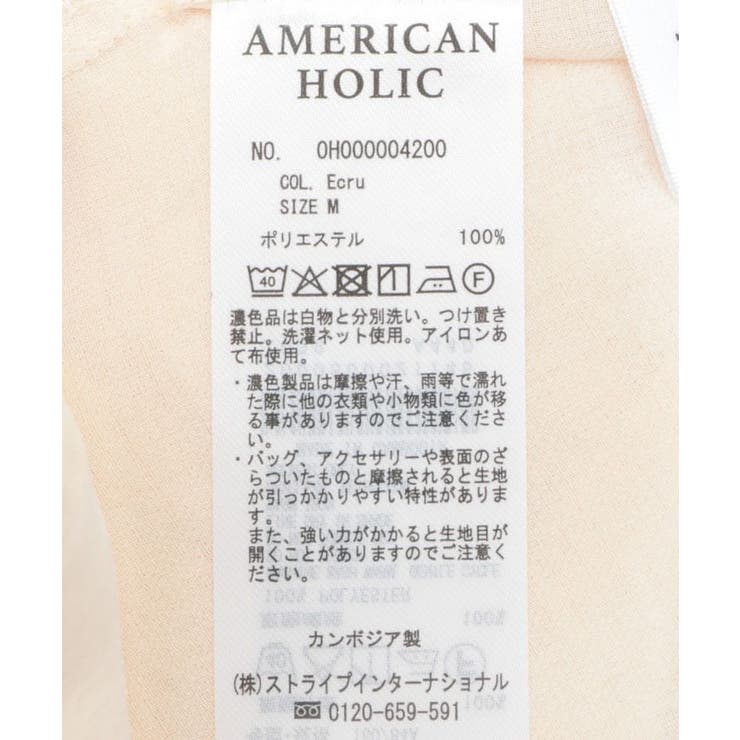 AMERICAN
HOLIC
NO. 0H000004200
COL. Ecru
SIZE M
ポリエステル 100%
40 F
濃色品は白物と分別洗い。つけ置き
禁止。洗濯ネット使用。アイロンあ
て布使用。
・濃色製品は摩擦や汗、雨等で濡れ
た際に他の衣類や小物類に色が移
る事がありますのでご注意くださ
い。
・バッグ、アクセサリーや表面のざ
らついたものと摩擦されると生地
が引っかかりやすい特性がありま
す。
また、強い力がかかると生地目が
開くことがありますのでご注意く
ださい。
カンボジア製
(株)ストライプインターナショナル
0120-659-591